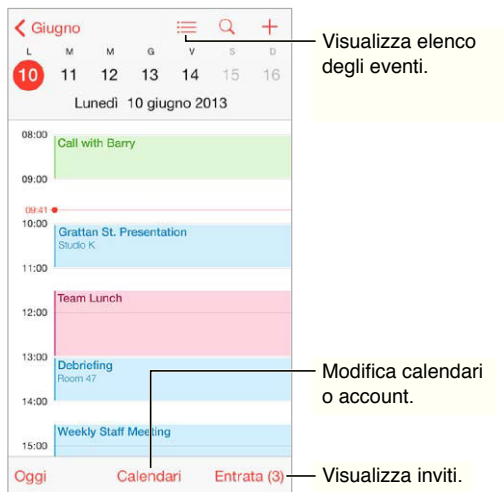 Giugno
L M M G V S D
10 11 12 13 14 15 16
Lunedì 10 giugno 2013
08:00
Call with Barry
09:00
09:41
10:00
Grattan St. Presentation
Studio K
11:00
Team Lunch
12:00
13:00
Debriefing
Room 47
14:00
Weekly Staff Meeting
15:00
Oggi Calendari Entrata (3)
Visualizza elenco
degli eventi.
Modifica calendari
o account.
Visualizza inviti.